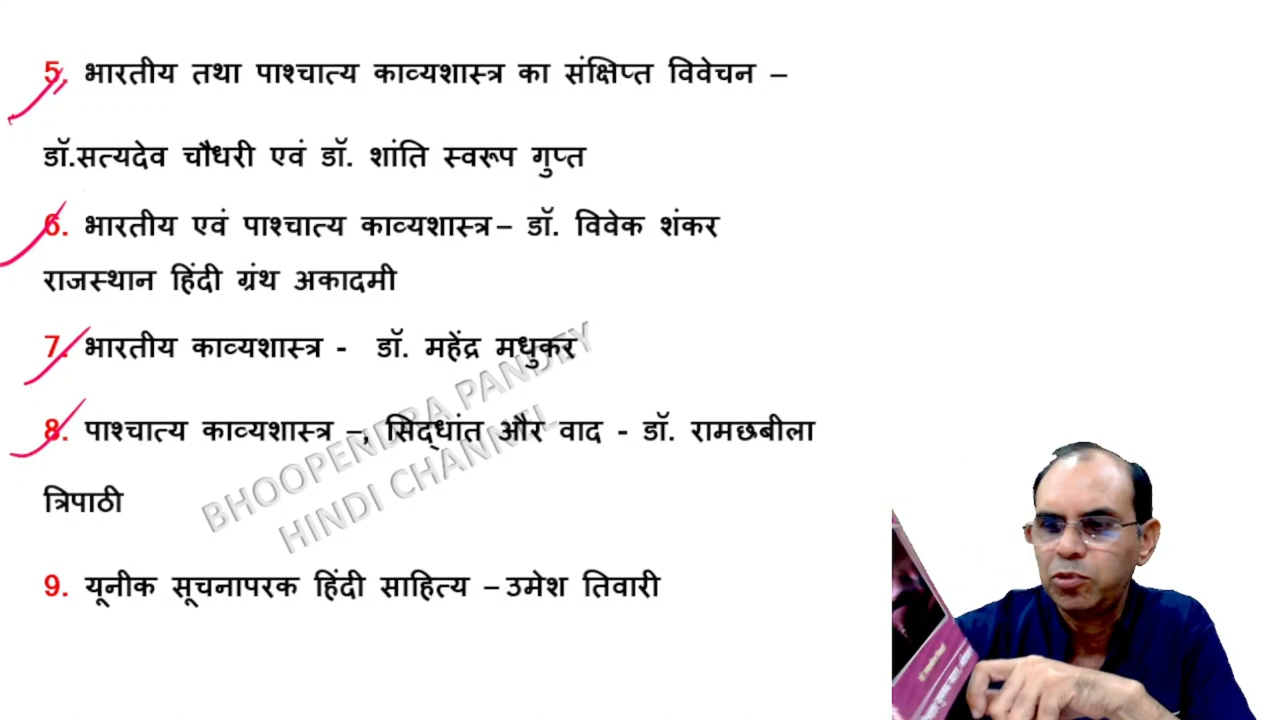 5. भारतीय तथा पाश्चात्य काव्यशास्त्र का संक्षिप्त विवेचन –
डॉ.सत्यदेव चौधरी एवं डॉ. शांति स्वरूप गुप्त
6. भारतीय एवं पाश्चात्य काव्यशास्त्र– डॉ. विवेक शंकर
राजस्थान हिंदी ग्रंथ अकादमी
7. भारतीय काव्यशास्त्र - डॉ. महेंद्र मधुकर
8. पाश्चात्य काव्यशास्त्र –, सिद्धांत और वाद - डॉ. रामछबीला
त्रिपाठी
9. यूनीक सूचनापरक हिंदी साहित्य – उमेश तिवारी
BHOOPENDRA PANDEY
HINDI CHANNEL